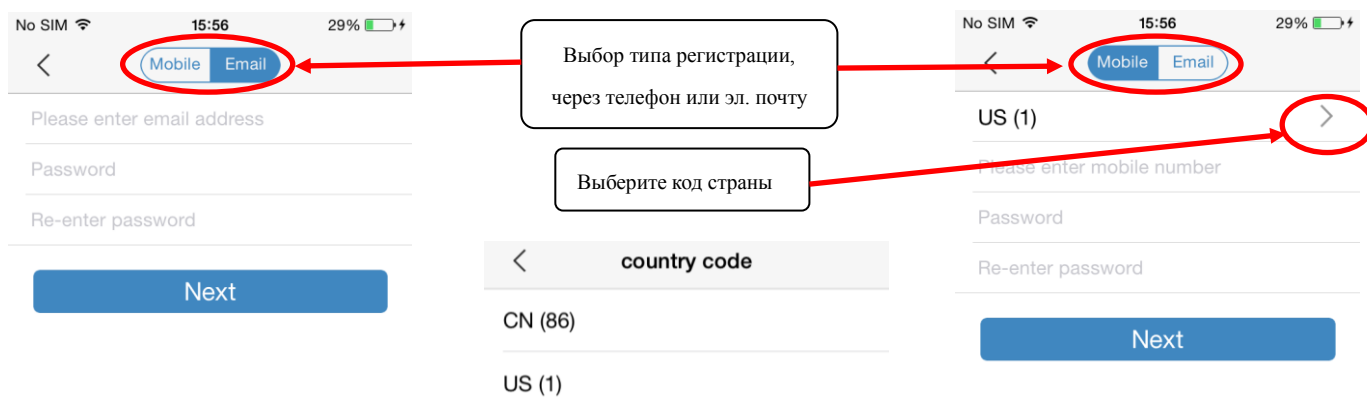 No SIM 15:56 29%
Mobile Email
Please enter email address
Password
Re-enter password
Next
Выбор типа регистрации,
через телефон или эл. почту
Выберите код страны
country code
CN (86)
US (1)
No SIM 15:56 29%
Mobile Email
US (1)
Please enter mobile number
Password
Re-enter password
Next